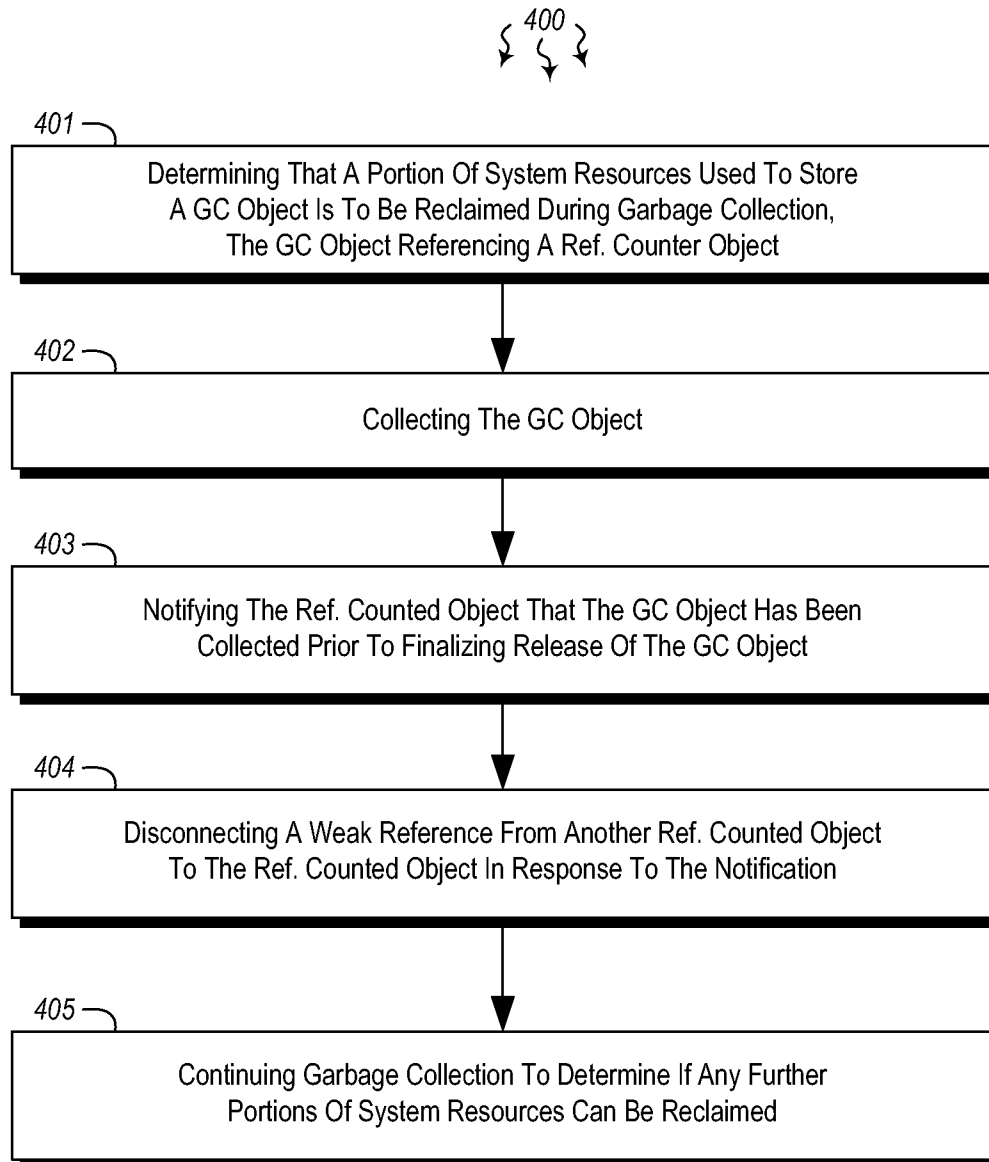 400
401
Determining That A Portion Of System Resources Used To Store
A GC Object Is To Be Reclaimed During Garbage Collection,
The GC Object Referencing A Ref. Counter Object
402
Collecting The GC Object
403
Notifying The Ref. Counted Object That The GC Object Has Been
Collected Prior To Finalizing Release Of The GC Object
404
Disconnecting A Weak Reference From Another Ref. Counted Object
To The Ref. Counted Object In Response To The Notification
405
Continuing Garbage Collection To Determine If Any Further
Portions Of System Resources Can Be Reclaimed